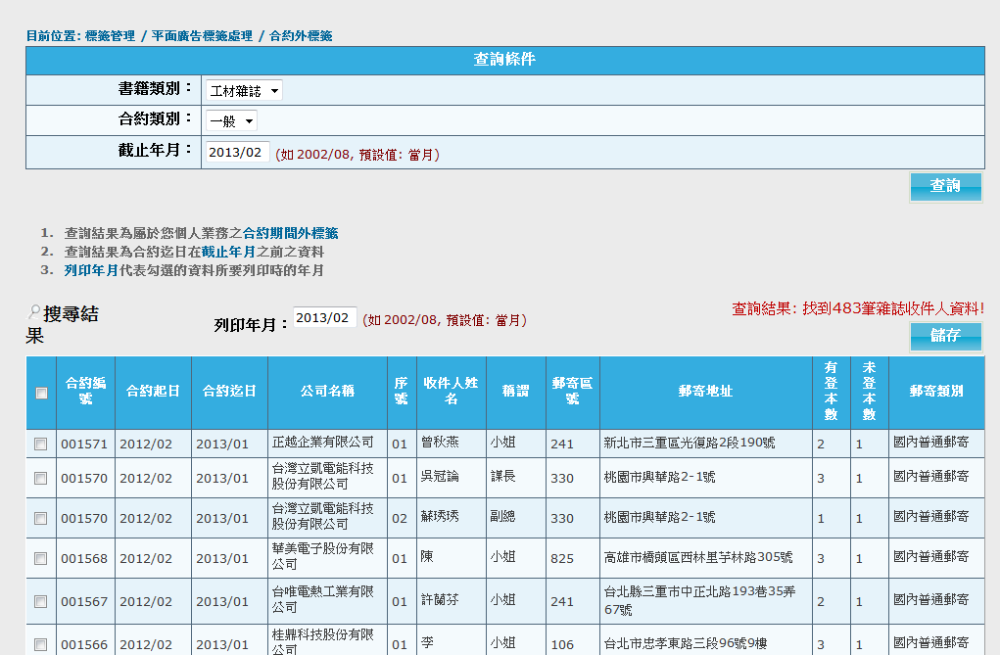 目前位置: 標籤管理 / 平面廣告標籤處理 / 合約外標籤
查詢條件
書籍類別： 工材雜誌
合約類別： 一般
截止年月： 2013/02 (如 2002/08, 預設值: 當月)
查詢
1. 查詢結果為屬於您個人業務之合約期間外標籤
2. 查詢結果為合約迄日在截止年月之前之資料
3. 列印年月代表勾選的資料所要列印時的年月
搜尋結
果
列印年月： 2013/02 (如 2002/08, 預設值: 當月)
查詢結果: 找到483筆雜誌收件人資料!
儲存
合約編號 合約起日 合約迄日 公司名稱 序號 收件人姓名 稱謂 郵寄區號 郵寄地址 有登本數 未登本數 郵寄類別
001571 2012/02 2013/01 正越企業有限公司 01 曾秋燕 小姐 241 新北市三重區光復路2段190號 2 1 國內普通郵寄
001570 2012/02 2013/01 台灣立凱電能科技股份有限公司 01 吳冠論 課長 330 桃園市興華路2-1號 3 1 國內普通郵寄
001570 2012/02 2013/01 台灣立凱電能科技股份有限公司 02 蘇琇琇 副總 330 桃園市興華路2-1號 1 1 國內普通郵寄
001568 2012/02 2013/01 華美電子股份有限公司 01 陳 小姐 825 高雄市橋頭區西林里芋林路305號 3 1 國內普通郵寄
001567 2012/02 2013/01 台唯電熱工業有限公司 01 許蘭芬 小姐 241 台北縣三重市中正北路193巷35弄67號 2 1 國內普通郵寄
001566 2012/02 2013/01 桂鼎科技股份有限公司 01 李 小姐 106 台北市忠孝東路三段96號9樓 3 1 國內普通郵寄